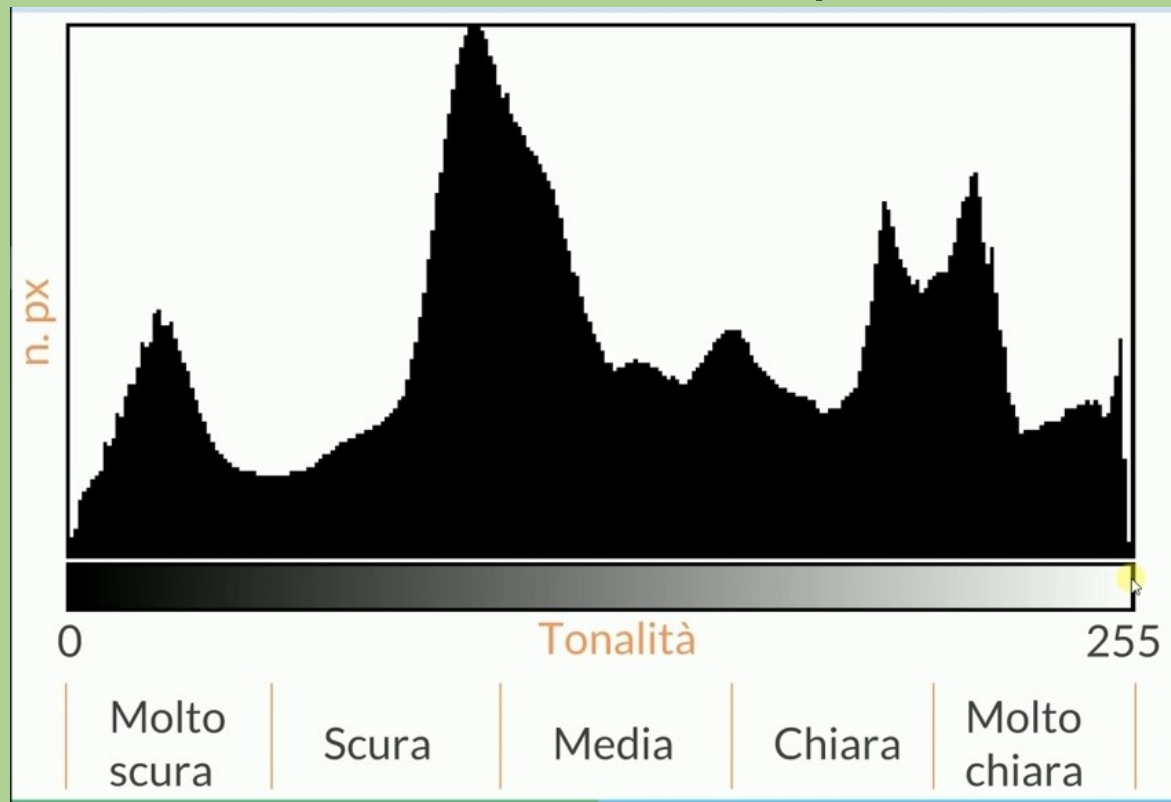 n. px
0
Tonalità
255
Molto
scura
Scura
Media
Chiara
Molto
chiara